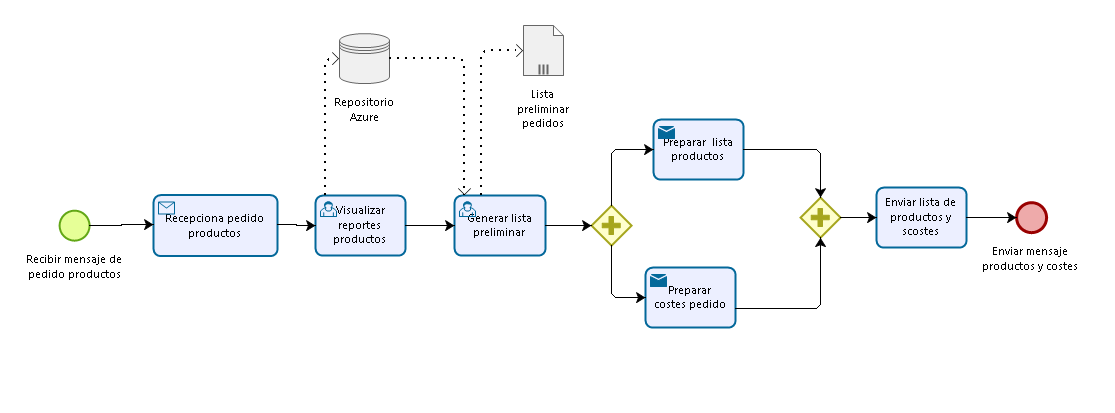 Repositorio
Azure
Lista
preliminar
pedidos
Recibir mensaje de
pedido productos
Recepciona pedido
productos
Visualizar
reportes
productos
Generar lista
preliminar
Preparar lista
productos
Preparar
costes pedido
Enviar lista de
productos y
scostes
Enviar mensaje
productos y costes